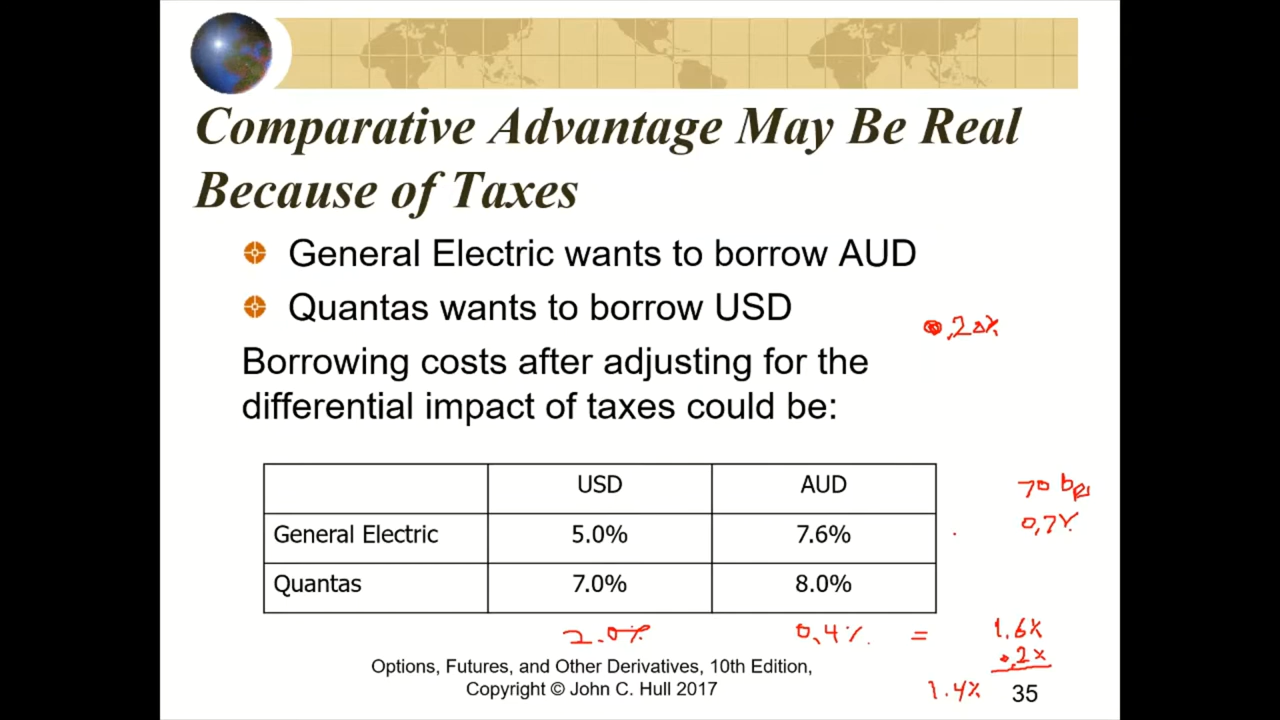 Comparative Advantage May Be Real
Because of Taxes
General Electric wants to borrow AUD
Quantas wants to borrow USD
.20%
Borrowing costs after adjusting for the
differential impact of taxes could be:
USD AUD
70 bps
General Electric 5.0% 7.6%
0,7%
Quantas 7.0% 8.0%
2.0% 0,4% = 1.6%
.2%
1.4%
Options, Futures, and Other Derivatives, 10th Edition,
Copyright © John C. Hull 2017
35